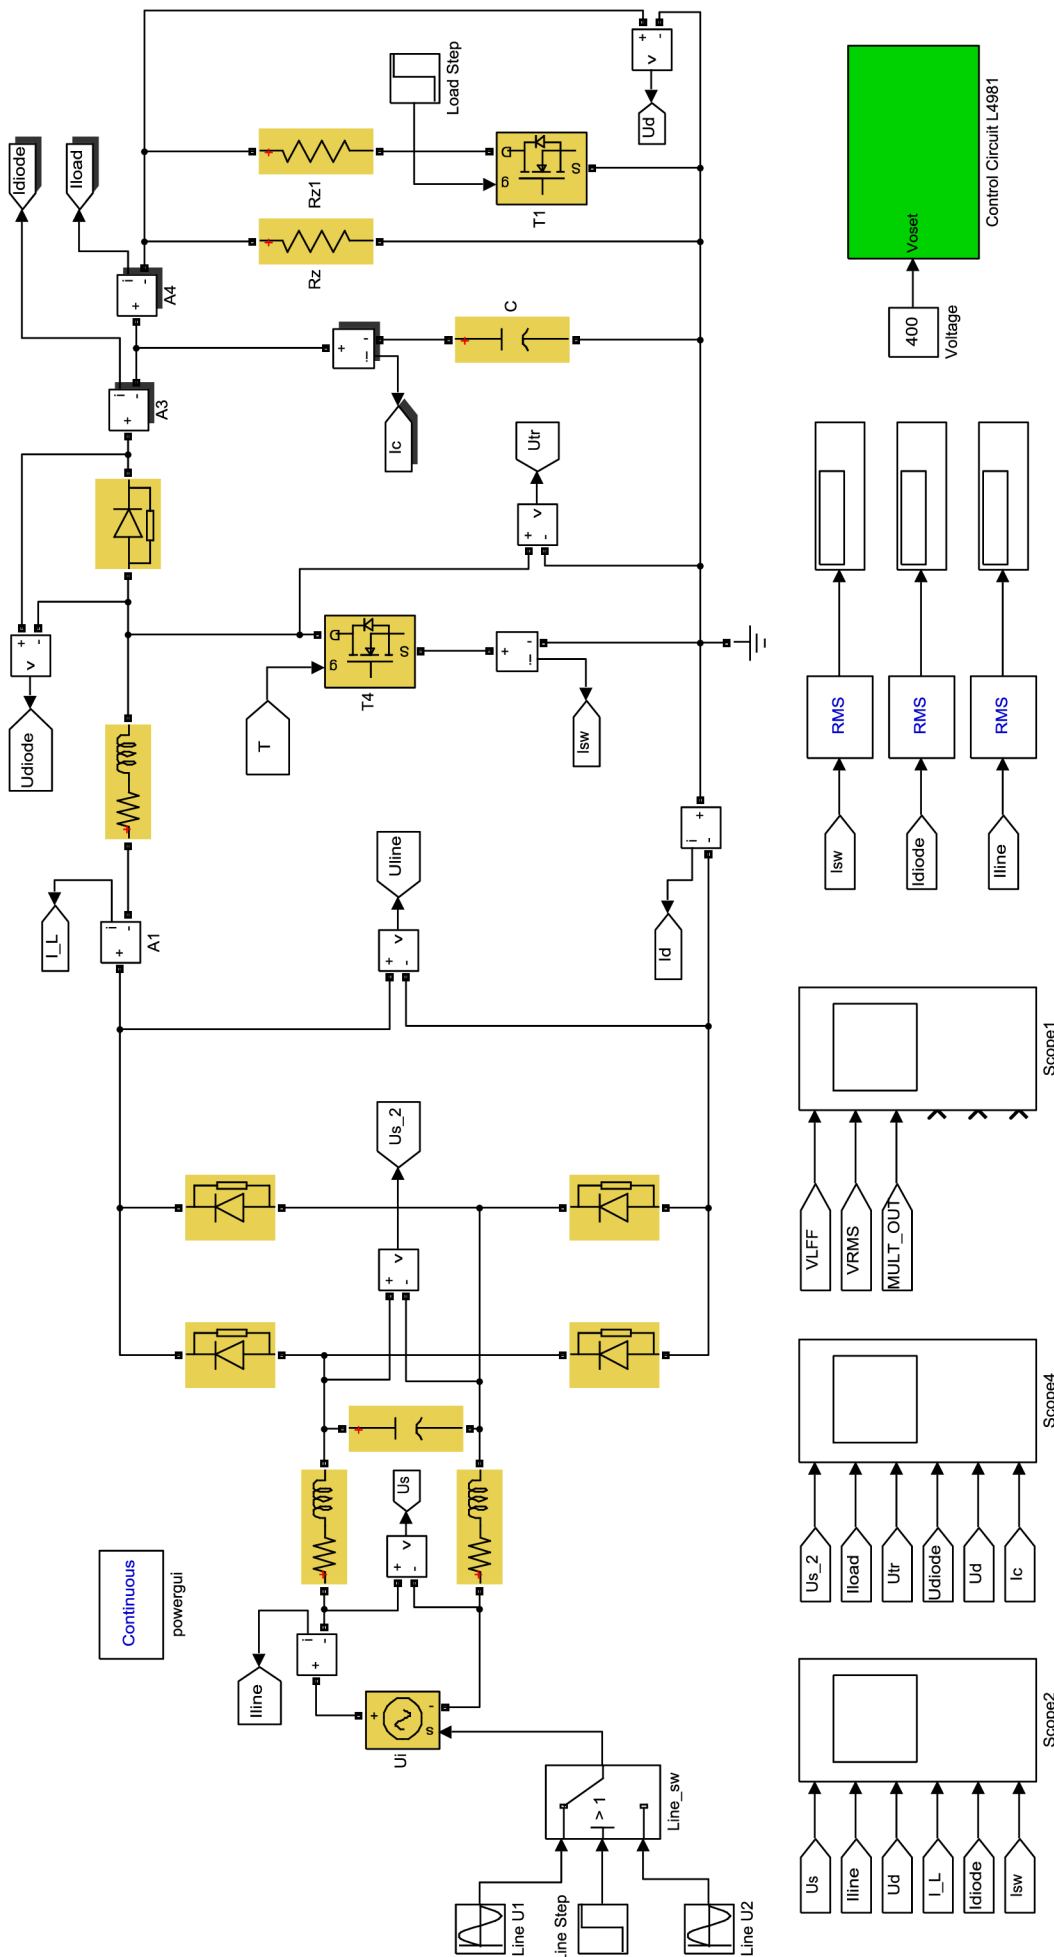 Line U1
Line Step
Line U2
> 1
Line_sw
Iline
i
+
-
+
-
s
Ui
Continuous
powergui
Us
v
+
-
+
+
+
Us_2
v
+
-
Uline
v
+
-
I_L
i
+
-
A1
Id
i
+
-
+
Udiode
v
+
-
T
g
D
S
T4
Isw
i
+
-
Utr
v
+
-
Idiode
i
+
-
A3
Iload
i
+
-
A4
Ic
i
+
-
+
C
+
Rz
+
Rz1
Load Step
g
D
S
T1
Ud
v
+
-
Us
Iline
Ud
I_L
Idiode
Isw
Scope2
Us_2
Iload
Utr
Udiode
Ud
Ic
Scope4
VLFF
VRMS
MULT_OUT
Scope1
Isw
RMS
Idiode
RMS
Iline
RMS
400
Voltage
Voset
Control Circuit L4981